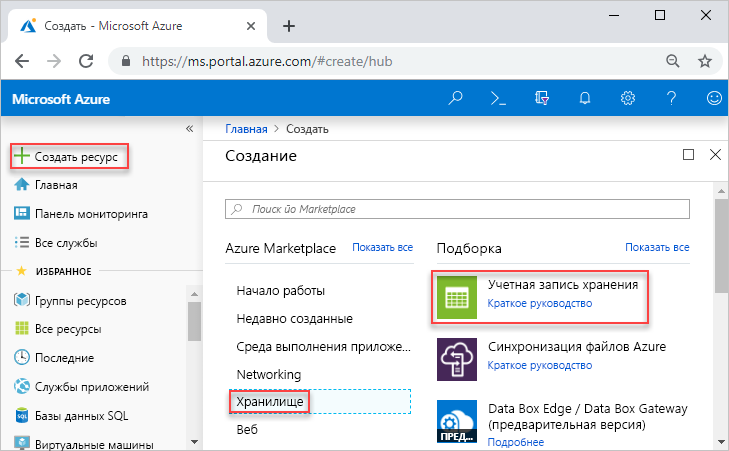 Создать - Microsoft Azure
https://ms.portal.azure.com/#create/hub
Microsoft Azure
Создать ресурс
Главная
Панель мониторинга
Все службы
ИЗБРАННОЕ
Группы ресурсов
Все ресурсы
Последние
Службы приложений
Базы данных SQL
Виртуальные машины
Главная > Создать
Создание
Поиск йо Marketplace
Azure Marketplace Показать все
Начало работы
Недавно созданные
Среда выполнения приложе...
Networking
Хранилище
Веб
Подборка Показать все
Учетная запись хранения
Краткое руководство
Синхронизация файлов Azure
Краткое руководство
ПРЕД...
Data Box Edge / Data Box Gateway
(предварительная версия)
Подробнее